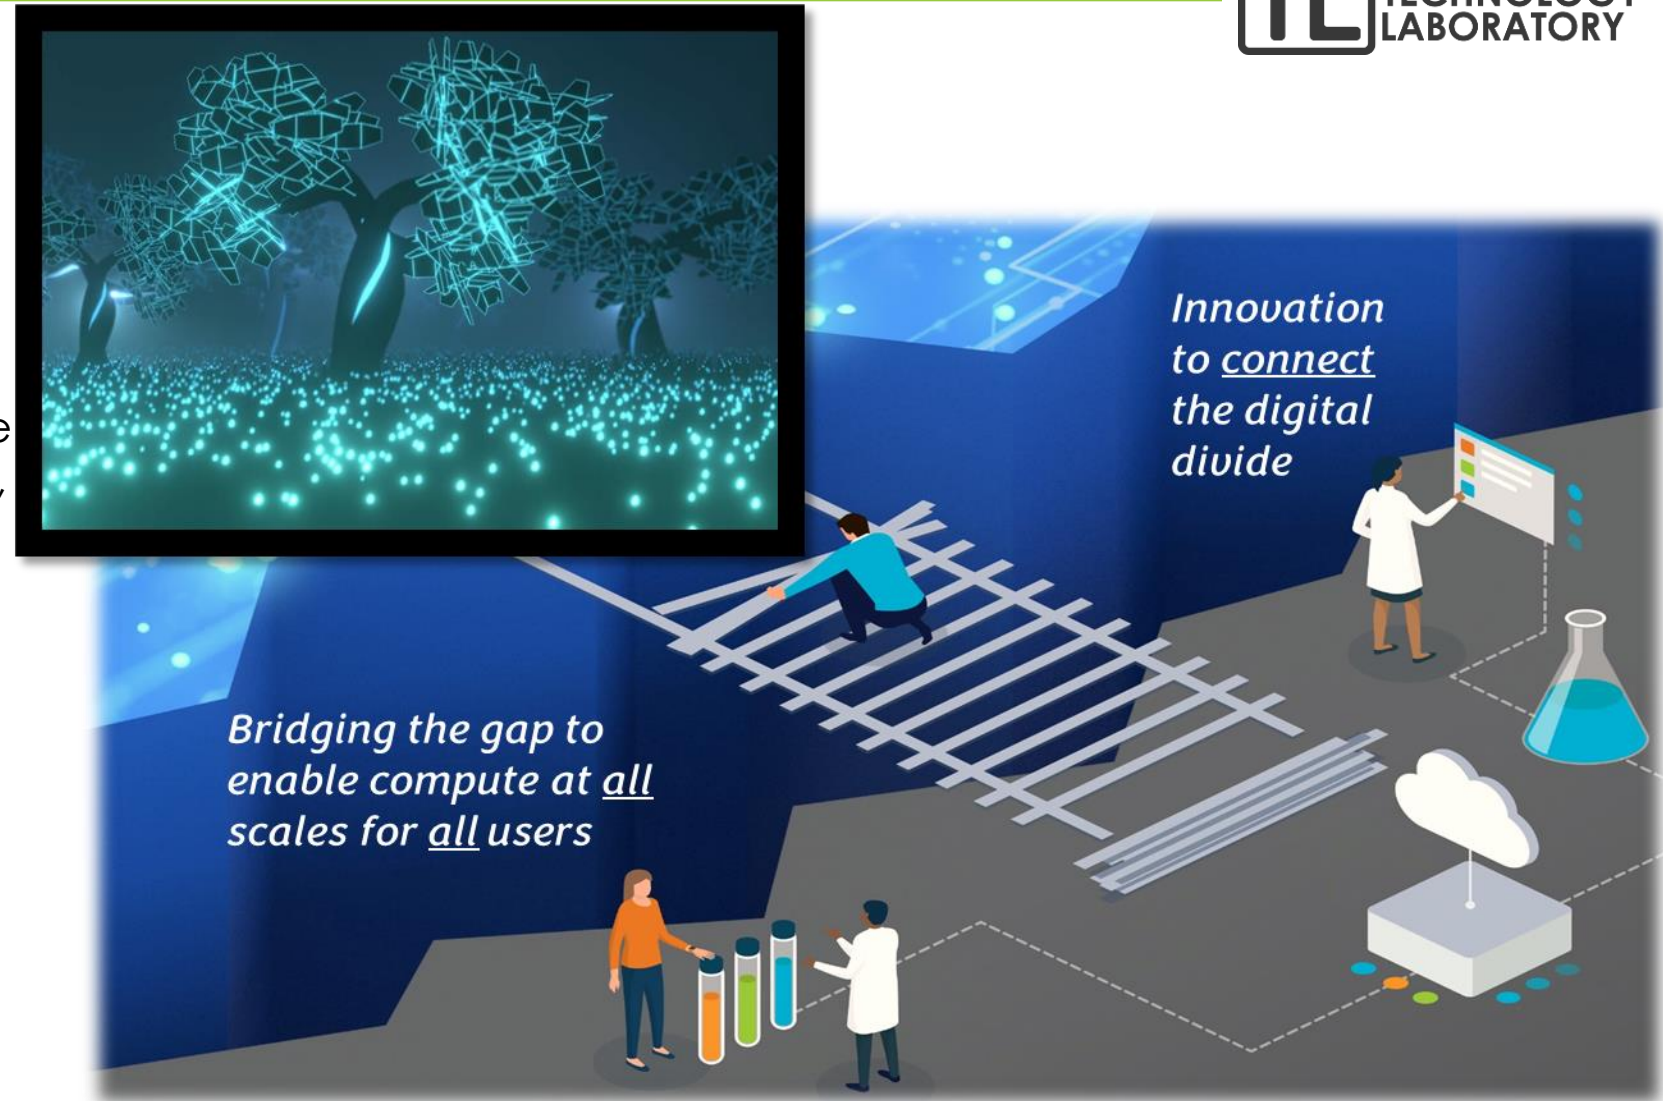 TECHNOLOGY
LABORATORY
Innovation
to connect
the digital
divide
Bridging the gap to
enable compute at all
scales for all users